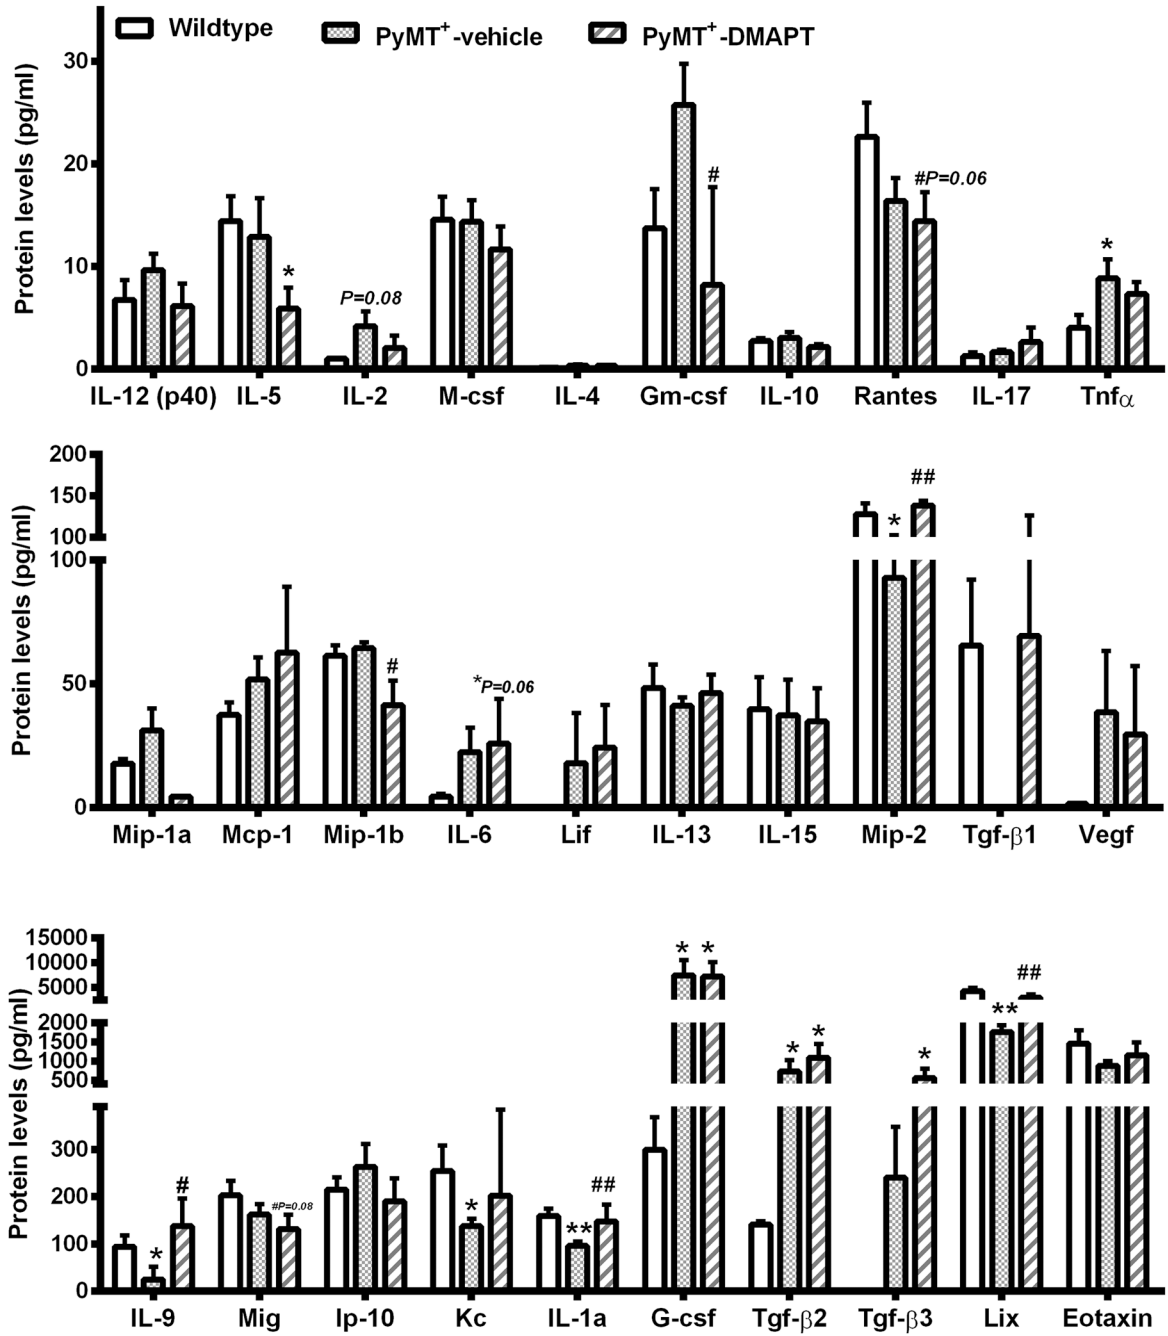 Wildtype PyMT+-vehicle PyMT+-DMAPT
Protein levels (pg/ml)
30
20
10
0
* P=0.08 # #P=0.06 *
IL-12 (p40) IL-5 IL-2 M-csf IL-4 Gm-csf IL-10 Rantes IL-17 Tnfα
Protein levels (pg/ml)
200
150
100
100
50
0
# *P=0.06 * ##
Mip-1a Mcp-1 Mip-1b IL-6 Lif IL-13 IL-15 Mip-2 Tgf-β1 Vegf
Protein levels (pg/ml)
15000
10000
5000
2000
1500
1000
500
300
200
100
0
* # #P=0.08 * ** ## * * * * * ** ##
IL-9 Mig Ip-10 Kc IL-1a G-csf Tgf-β2 Tgf-β3 Lix Eotaxin